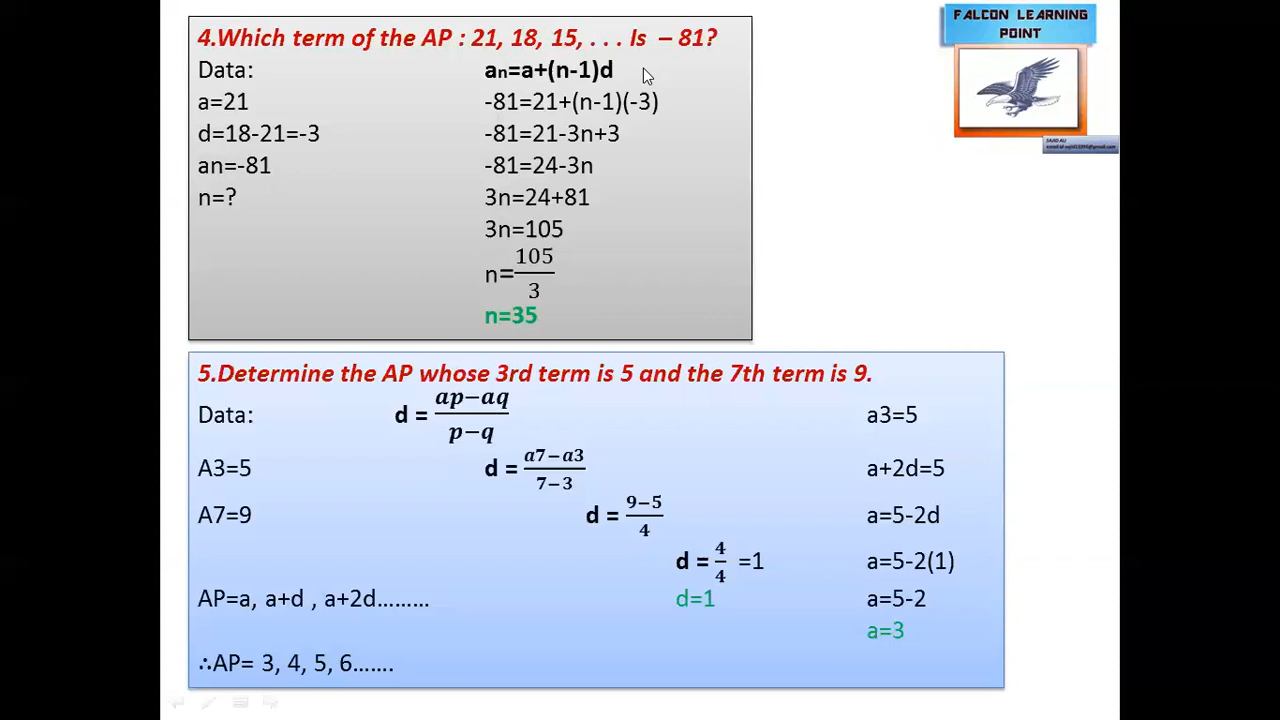 FALCON LEARNING
POINT
SAJID ALI
4.Which term of the AP : 21, 18, 15, . . . Is – 81?
Data: an=a+(n-1)d
a=21 -81=21+(n-1)(-3)
d=18-21=-3 -81=21-3n+3
an=-81 -81=24-3n
n=? 3n=24+81
3n=105
n=105/3
n=35
5.Determine the AP whose 3rd term is 5 and the 7th term is 9.
Data: d = ap−aq/p−q a3=5
A3=5 d = a7−a3/7−3 a+2d=5
A7=9 d = 9−5/4 a=5-2d
d = 4/4 =1 a=5-2(1)
AP=a, a+d , a+2d……… d=1 a=5-2
a=3
∴AP= 3, 4, 5, 6…….